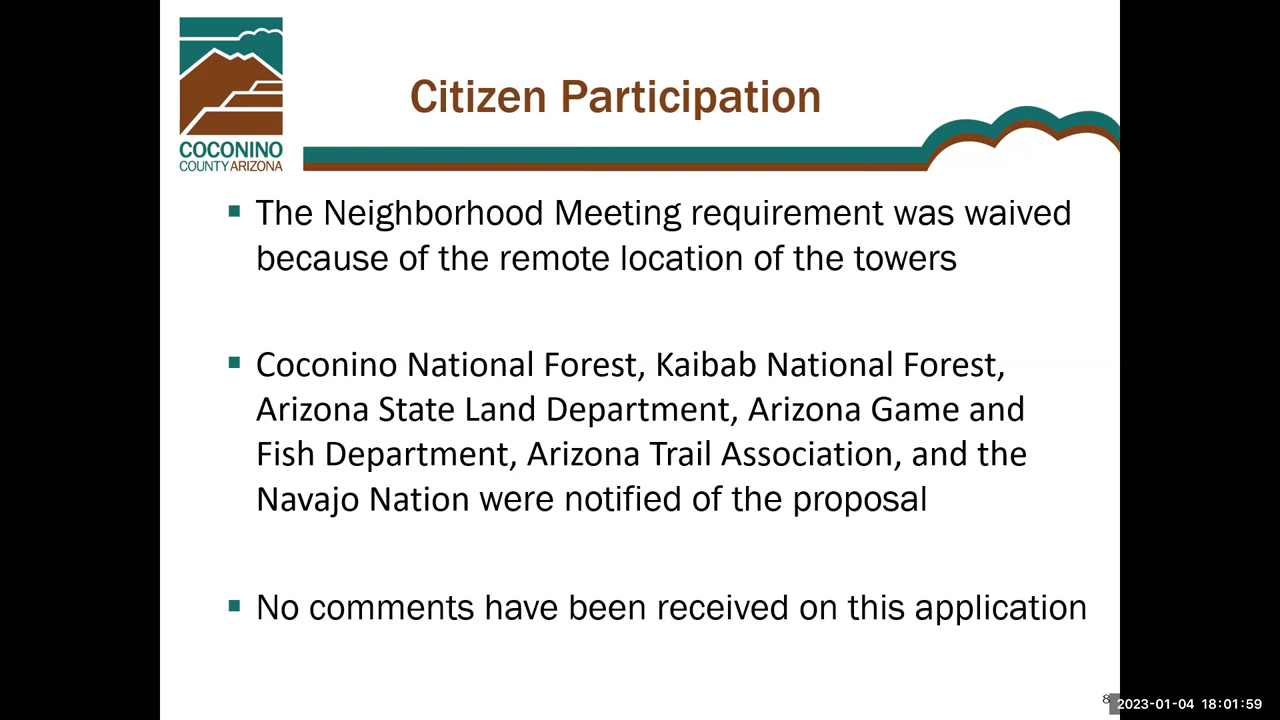 Citizen Participation
COCONINO
COUNTY ARIZONA
The Neighborhood Meeting requirement was waived
because of the remote location of the towers
Coconino National Forest, Kaibab National Forest,
Arizona State Land Department, Arizona Game and
Fish Department, Arizona Trail Association, and the
Navajo Nation were notified of the proposal
No comments have been received on this application
8
2023-01-04 18:01:59